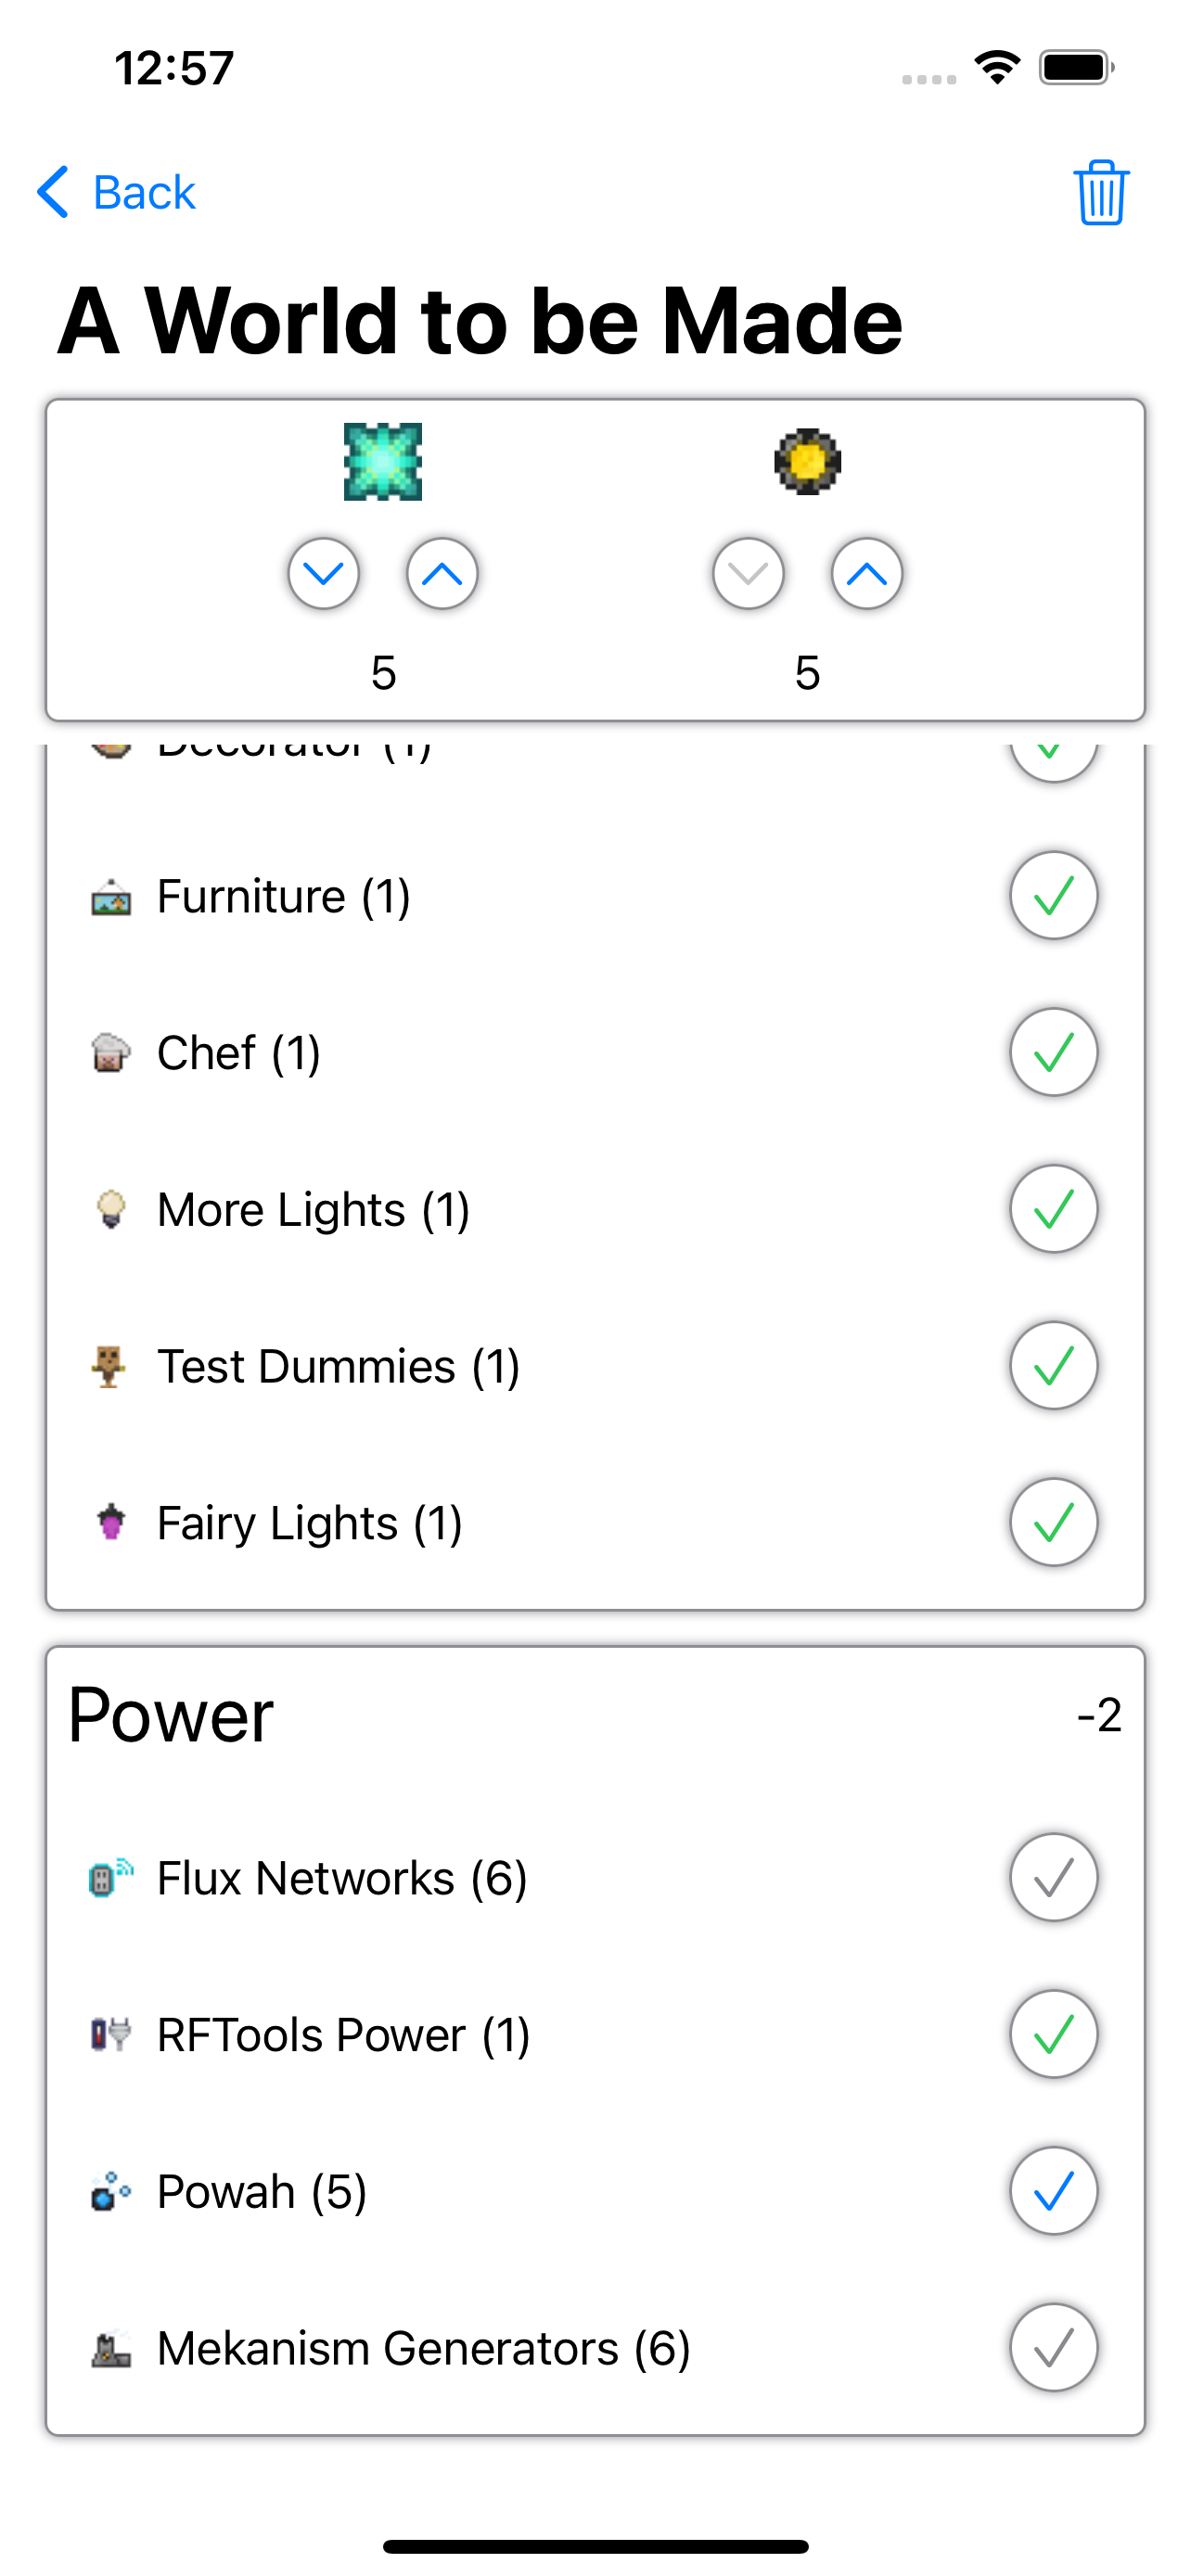 12:57
Back
A World to be Made
5 5
Decorator (1)
Furniture (1)
Chef (1)
More Lights (1)
Test Dummies (1)
Fairy Lights (1)
Power -2
Flux Networks (6)
RFTools Power (1)
Powah (5)
Mekanism Generators (6)